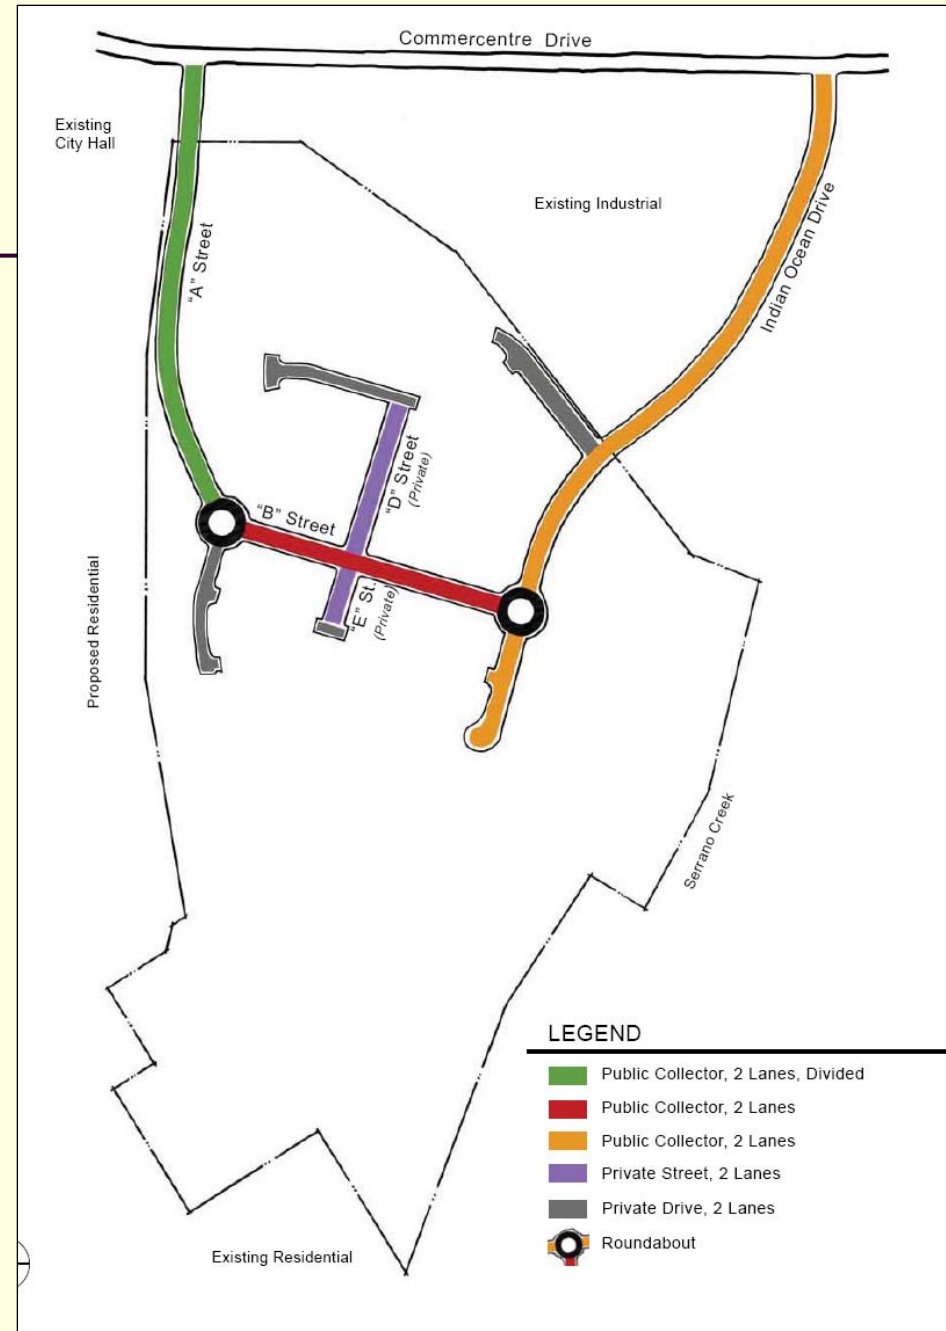 Commercentre Drive
Existing
City Hall
Existing Industrial
Indian Ocean Drive
"A" Street
"D" Street
(Private)
"B" Street
"E" St.
(Private)
Proposed Residential
Serrano Creek
LEGEND
Public Collector, 2 Lanes, Divided
Public Collector, 2 Lanes
Public Collector, 2 Lanes
Private Street, 2 Lanes
Private Drive, 2 Lanes
Roundabout
Existing Residential